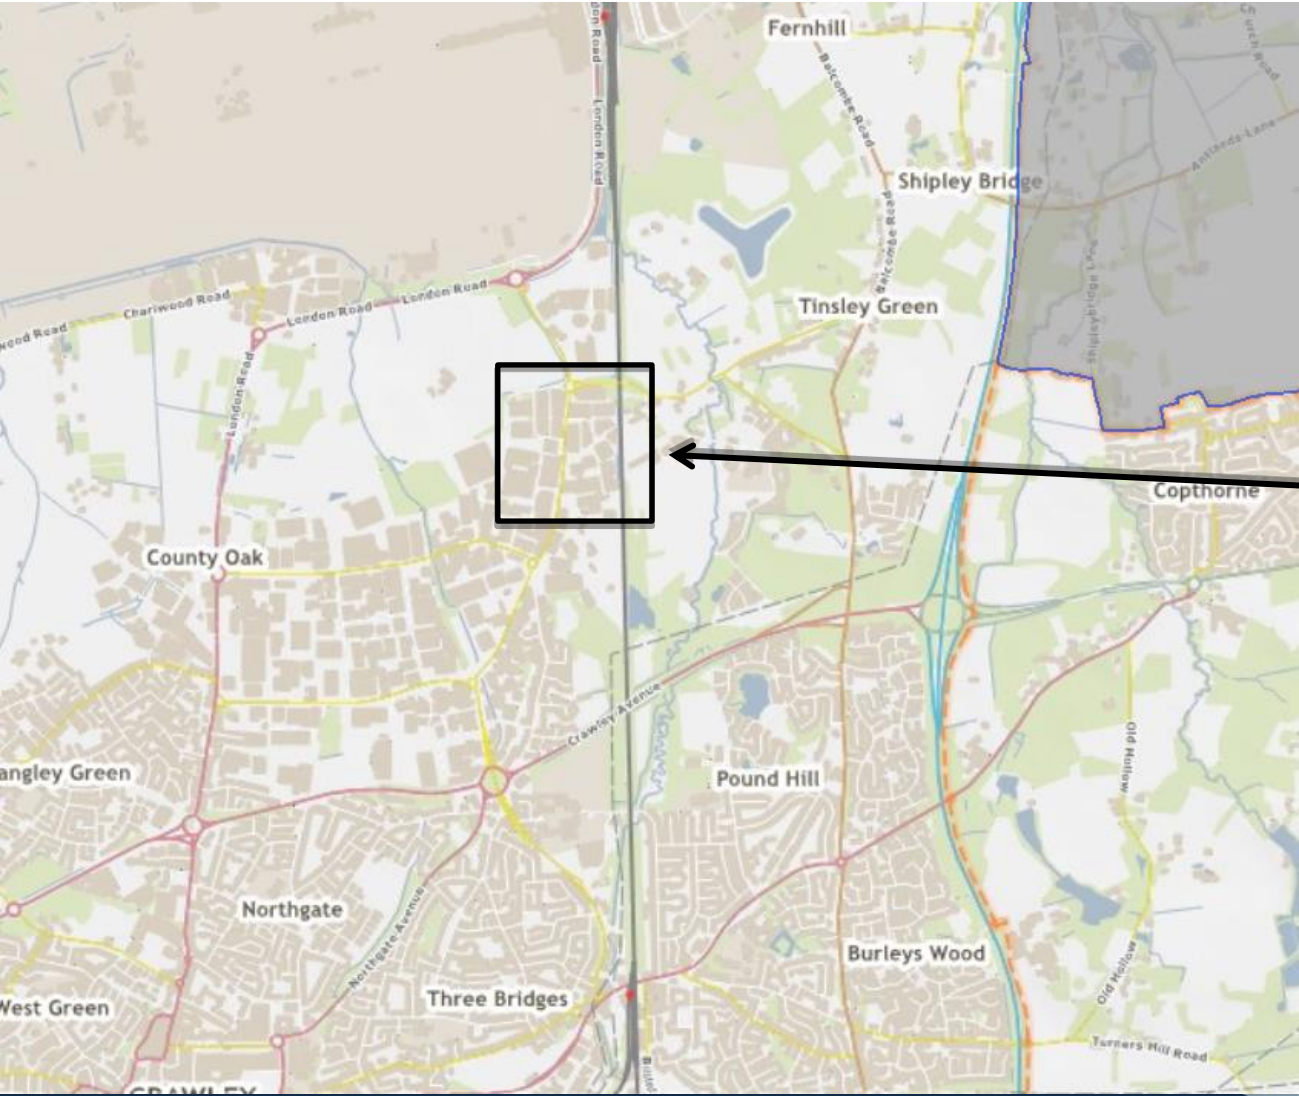 don Road
Fernhill
Church Road
Balcombe Road
London Road
Antlands Lane
Shipley Bridge
Balcombe Road
Shipleybridge Lane
London Road
Charlwood Road
London Road
Tinsley Green
wood Road
London Road
Copthorne
County Oak
Crawley Avenue
Old Hollow
angley Green
Pound Hill
Northgate
Northgate Avenue
Burleys Wood
Old Hollow
Three Bridges
West Green
Turners Hill Road
CRAWLEY